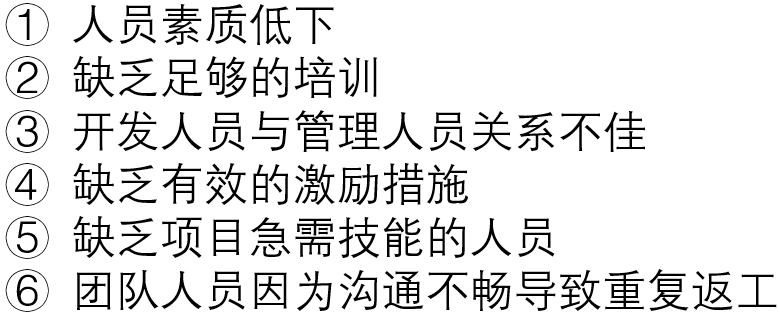 ① 人员素质低下
② 缺乏足够的培训
③ 开发人员与管理人员关系不佳
④ 缺乏有效的激励措施
⑤ 缺乏项目急需技能的人员
⑥ 团队人员因为沟通不畅导致重复返工